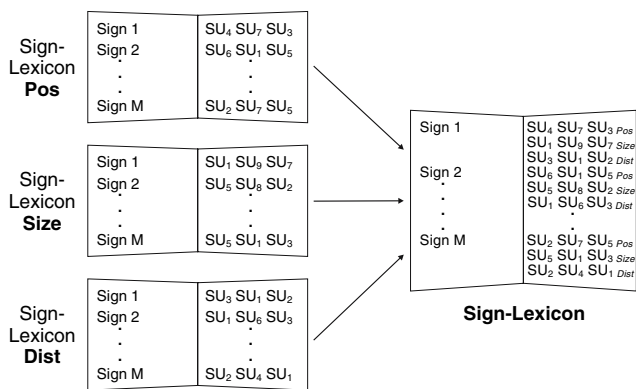 Sign-
Lexicon
Pos
Sign 1 SU₄ SU₇ SU₃
Sign 2 SU₆ SU₁ SU₅
. .
. .
. .
Sign M SU₂ SU₇ SU₅
Sign-
Lexicon
Size
Sign 1 SU₁ SU₉ SU₇
Sign 2 SU₅ SU₈ SU₂
. .
. .
. .
Sign M SU₅ SU₁ SU₃
Sign-
Lexicon
Dist
Sign 1 SU₃ SU₁ SU₂
Sign 2 SU₁ SU₆ SU₃
. .
. .
. .
Sign M SU₂ SU₄ SU₁
Sign 1 SU₄ SU₇ SU₃ Pos
SU₁ SU₉ SU₇ Size
SU₃ SU₁ SU₂ Dist
Sign 2 SU₆ SU₁ SU₅ Pos
SU₅ SU₈ SU₂ Size
SU₁ SU₆ SU₃ Dist
. .
. .
. .
Sign M SU₂ SU₇ SU₅ Pos
SU₅ SU₁ SU₃ Size
SU₂ SU₄ SU₁ Dist
Sign-Lexicon